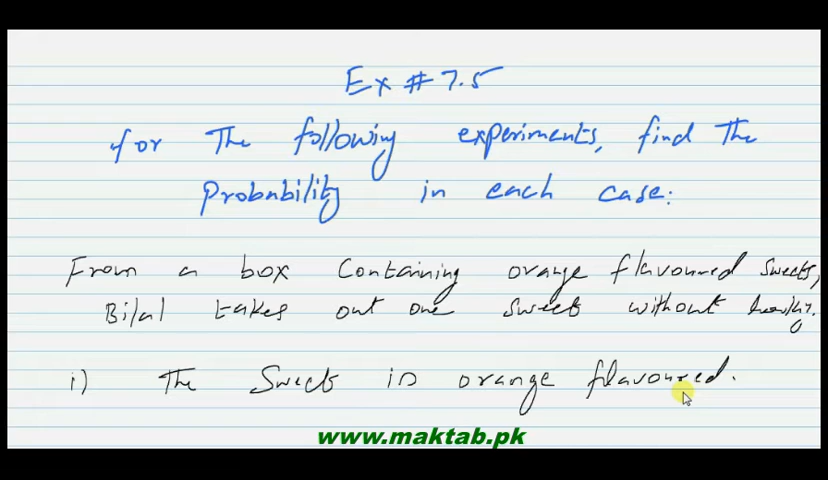 Ex # 7.5
for The following experiments, find The
Probability in each case:
From a box Containing orange flavoured Sweets,
Bilal takes out one sweet without looking.
i) The Sweet is orange flavoured.
www.maktab.pk